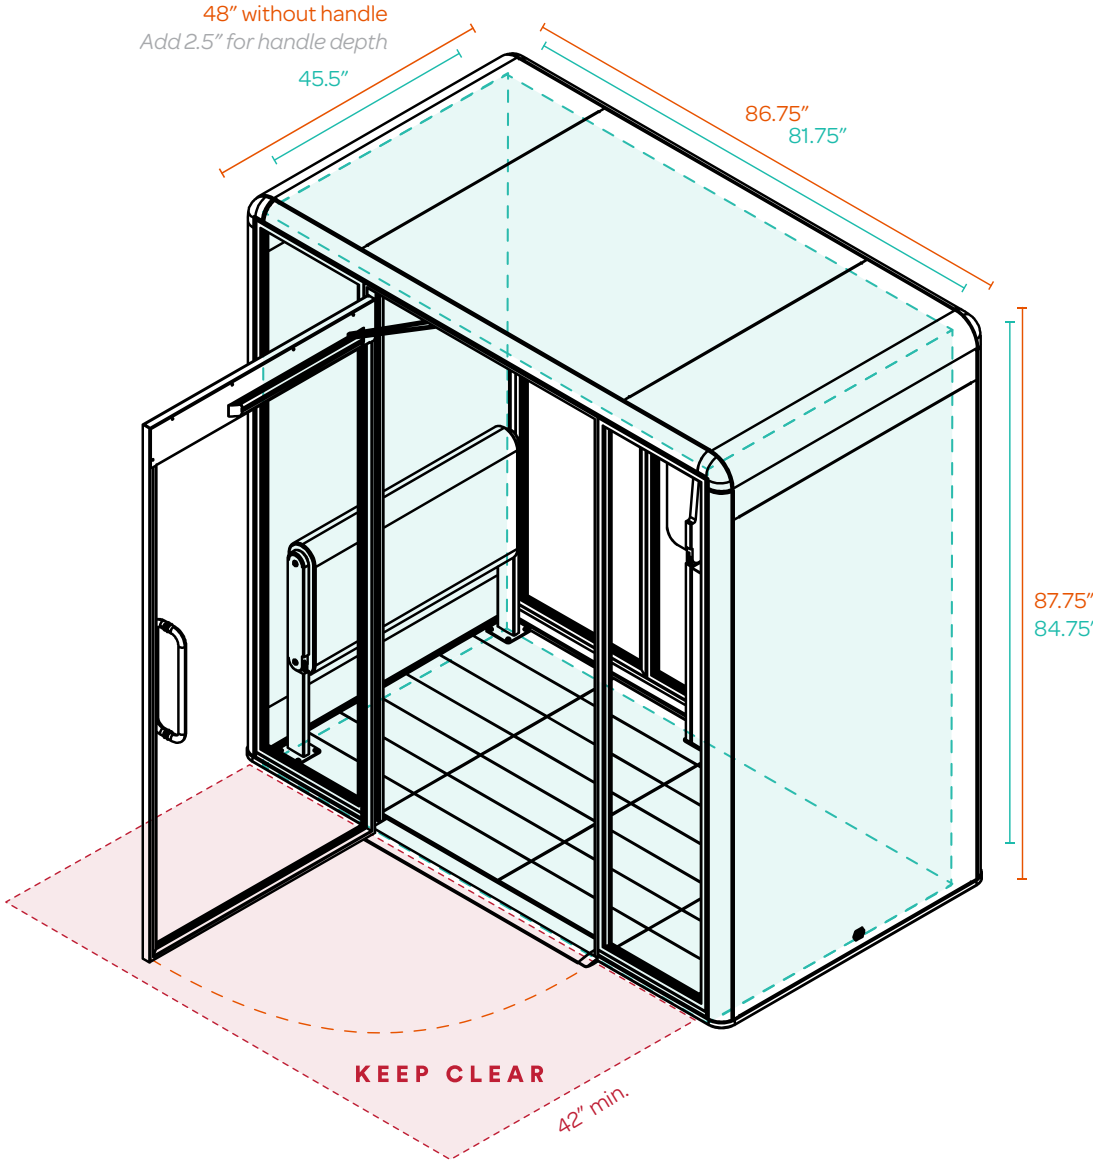 48″ without handle
Add 2.5″ for handle depth
45.5″
86.75″
81.75″
87.75″
84.75″
KEEP CLEAR
42″ min.